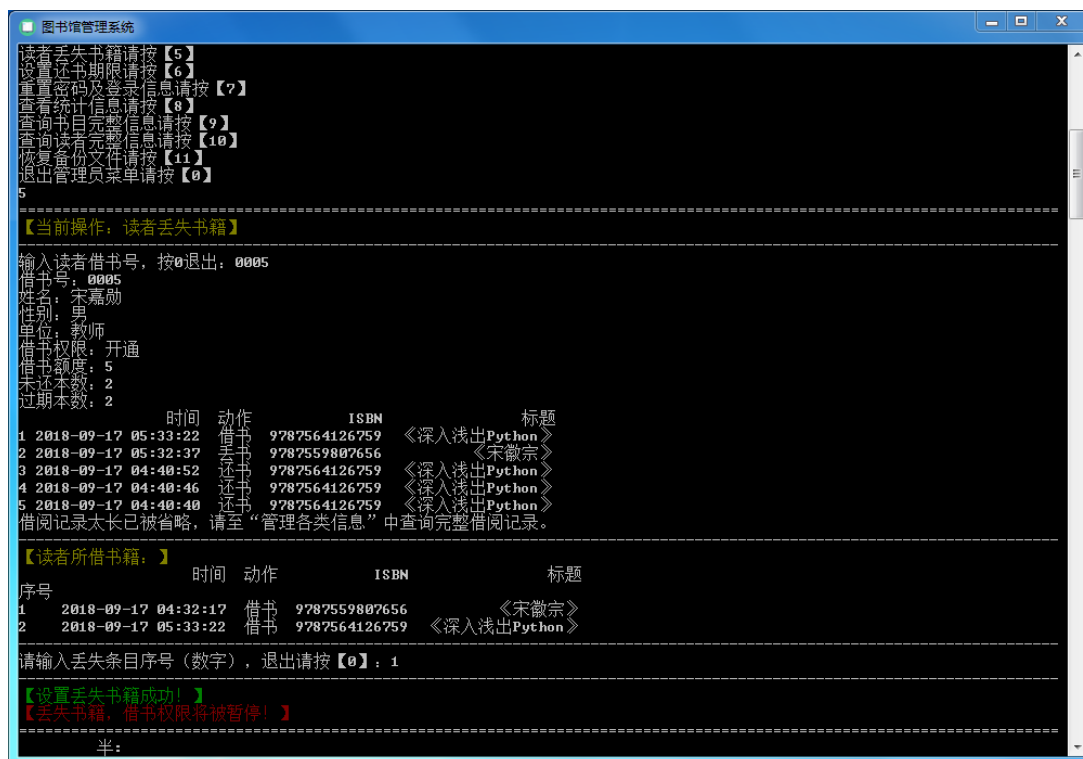 图书馆管理系统
读者丢失书籍请按【5】
设置还书期限请按【6】
重置密码及登录信息请按【7】
查看统计信息请按【8】
查询书目完整信息请按【9】
查询读者完整信息请按【10】
恢复备份文件请按【11】
退出管理员菜单请按【0】
5
【当前操作：读者丢失书籍】
输入读者借书号，按0退出：0005
借书号：0005
姓名：宋嘉勋
性别：男
单位：教师
借书权限：开通
借书额度：5
未还本数：2
过期本数：2
时间 动作 ISBN 标题
1 2018-09-17 05:33:22 借书 9787564126759 《深入浅出Python》
2 2018-09-17 05:32:37 丢书 9787559807656 《宋徽宗》
3 2018-09-17 04:40:52 还书 9787564126759 《深入浅出Python》
4 2018-09-17 04:40:46 还书 9787564126759 《深入浅出Python》
5 2018-09-17 04:40:40 还书 9787564126759 《深入浅出Python》
借阅记录太长已被省略，请至“管理各类信息”中查询完整借阅记录。
【读者所借书籍：】
时间 动作 ISBN 标题
序号
1 2018-09-17 04:32:17 借书 9787559807656 《宋徽宗》
2 2018-09-17 05:33:22 借书 9787564126759 《深入浅出Python》
请输入丢失条目序号（数字），退出请按【0】：1
【设置丢失书籍成功！】
【丢失书籍，借书权限将被暂停！】
半：